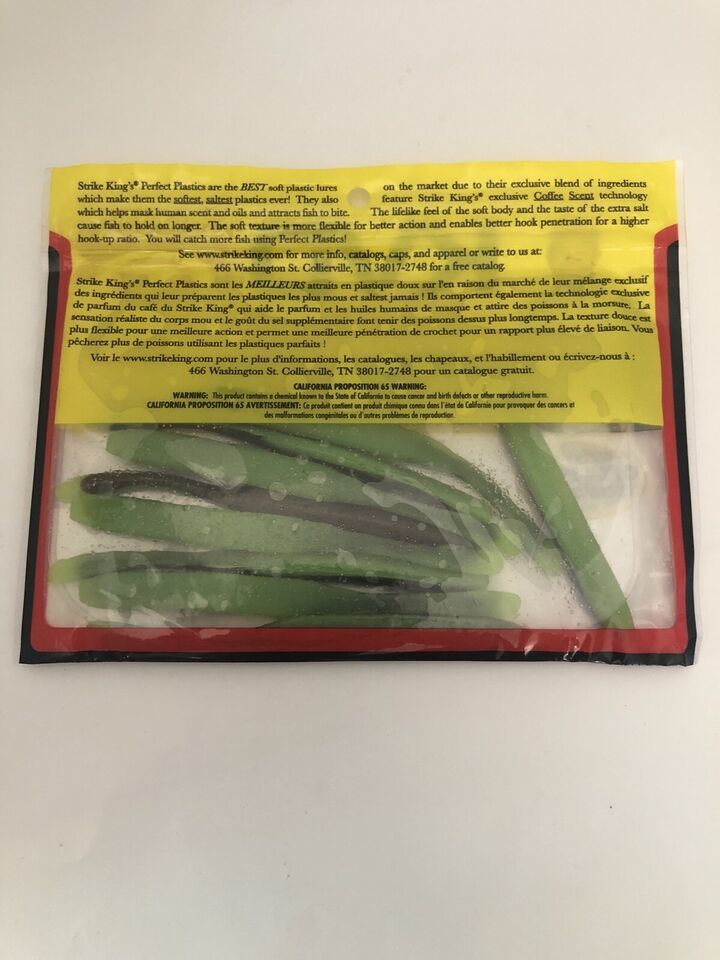 Strike King's® Perfect Plastics are the BEST soft plastic lures on the market due to their exclusive blend of ingredients
which make them the softest, saltest plastics ever! They also feature Strike King's® exclusive Coffee Scent technology
which helps mask human scent and oils and attracts fish to bite. The lifelike feel of the soft body and the taste of the extra salt
cause fish to hold on longer. The soft texture is more flexible for better action and enables better hook penetration for a higher
hook-up ratio. You will catch more fish using Perfect Plastics!
See www.strikeking.com for more info, catalogs, caps, and apparel or write to us at:
466 Washington St. Collierville, TN 38017-2748 for a free catalog.
Strike King's® Perfect Plastics sont les MEILLEURS attraits en plastique doux sur l'en raison du marché de leur mélange exclusif
des ingrédients qui leur préparent les plastiques les plus mous et saltest jamais ! Ils comportent également la technologie exclusive
de parfum du café du Strike King® qui aide le parfum et les huiles humains de masque et attire des poissons à la morsure. La
sensation réaliste du corps mou et le goût du sel supplémentaire font tenir des poissons dessus plus longtemps. La texture douce est
plus flexible pour une meilleure action et permet une meilleure pénétration de crochet pour un rapport plus élevé de liaison. Vous
pêcherez plus de poissons utilisant les plastiques parfaits !
Voir le www.strikeking.com pour le plus d'informations, les catalogues, les chapeaux, et l'habillement ou écrivez-nous à :
466 Washington St. Collierville, TN 38017-2748 pour un catalogue gratuit.
CALIFORNIA PROPOSITION 65 WARNING:
WARNING: This product contains a chemical known to the State of California to cause cancer and birth defects or other reproductive harm.
CALIFORNIA PROPOSITION 65 AVERTISSEMENT: Ce produit contient un produit chimique connu dans l'état de Californie pour provoquer des cancers et
des malformations congénitales ou d'autres problèmes de reproduction.